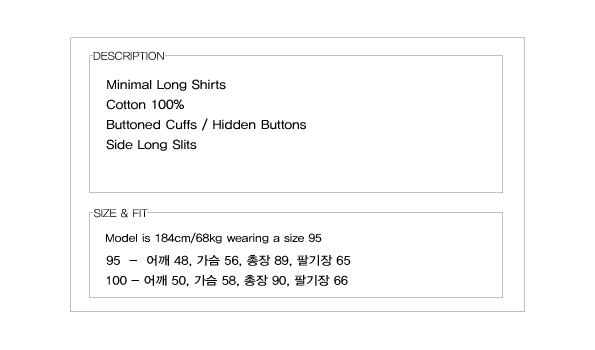 DESCRIPTION
Minimal Long Shirts
Cotton 100%
Buttoned Cuffs / Hidden Buttons
Side Long Slits
SIZE & FIT
Model is 184cm/68kg wearing a size 95
95 – 어깨 48, 가슴 56, 총장 89, 팔기장 65
100 – 어깨 50, 가슴 58, 총장 90, 팔기장 66